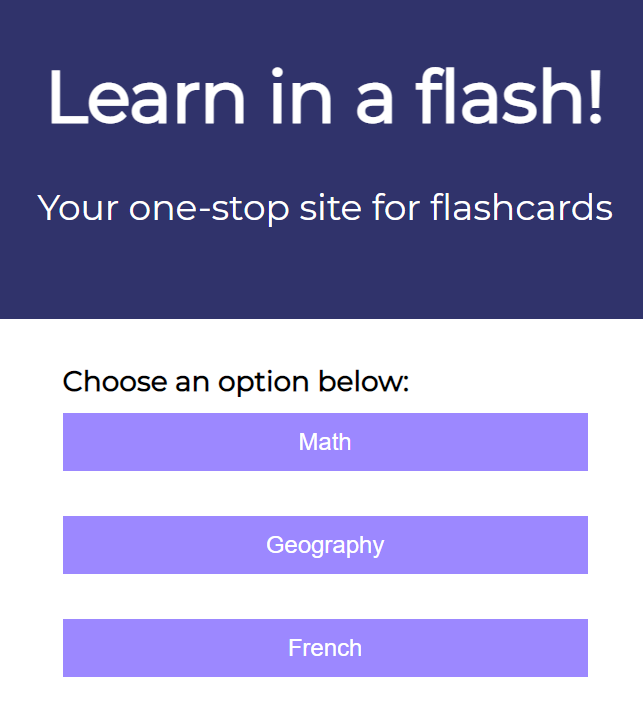 Learn in a flash!
Your one-stop site for flashcards
Choose an option below:
Math
Geography
French